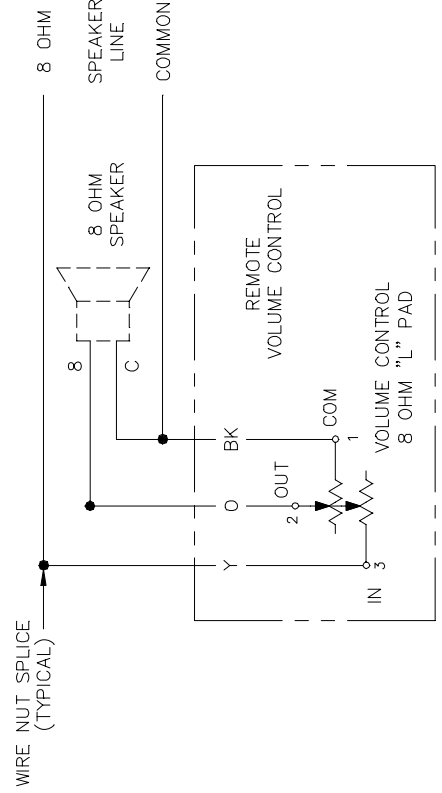 WIRE NUT SPLICE
(TYPICAL)
8 OHM
SPEAKER
LINE
COMMON
8 OHM
SPEAKER
8
C
Y
O
BK
REMOTE
VOLUME CONTROL
IN
3
2
OUT
COM
1
VOLUME CONTROL
8 OHM "L" PAD